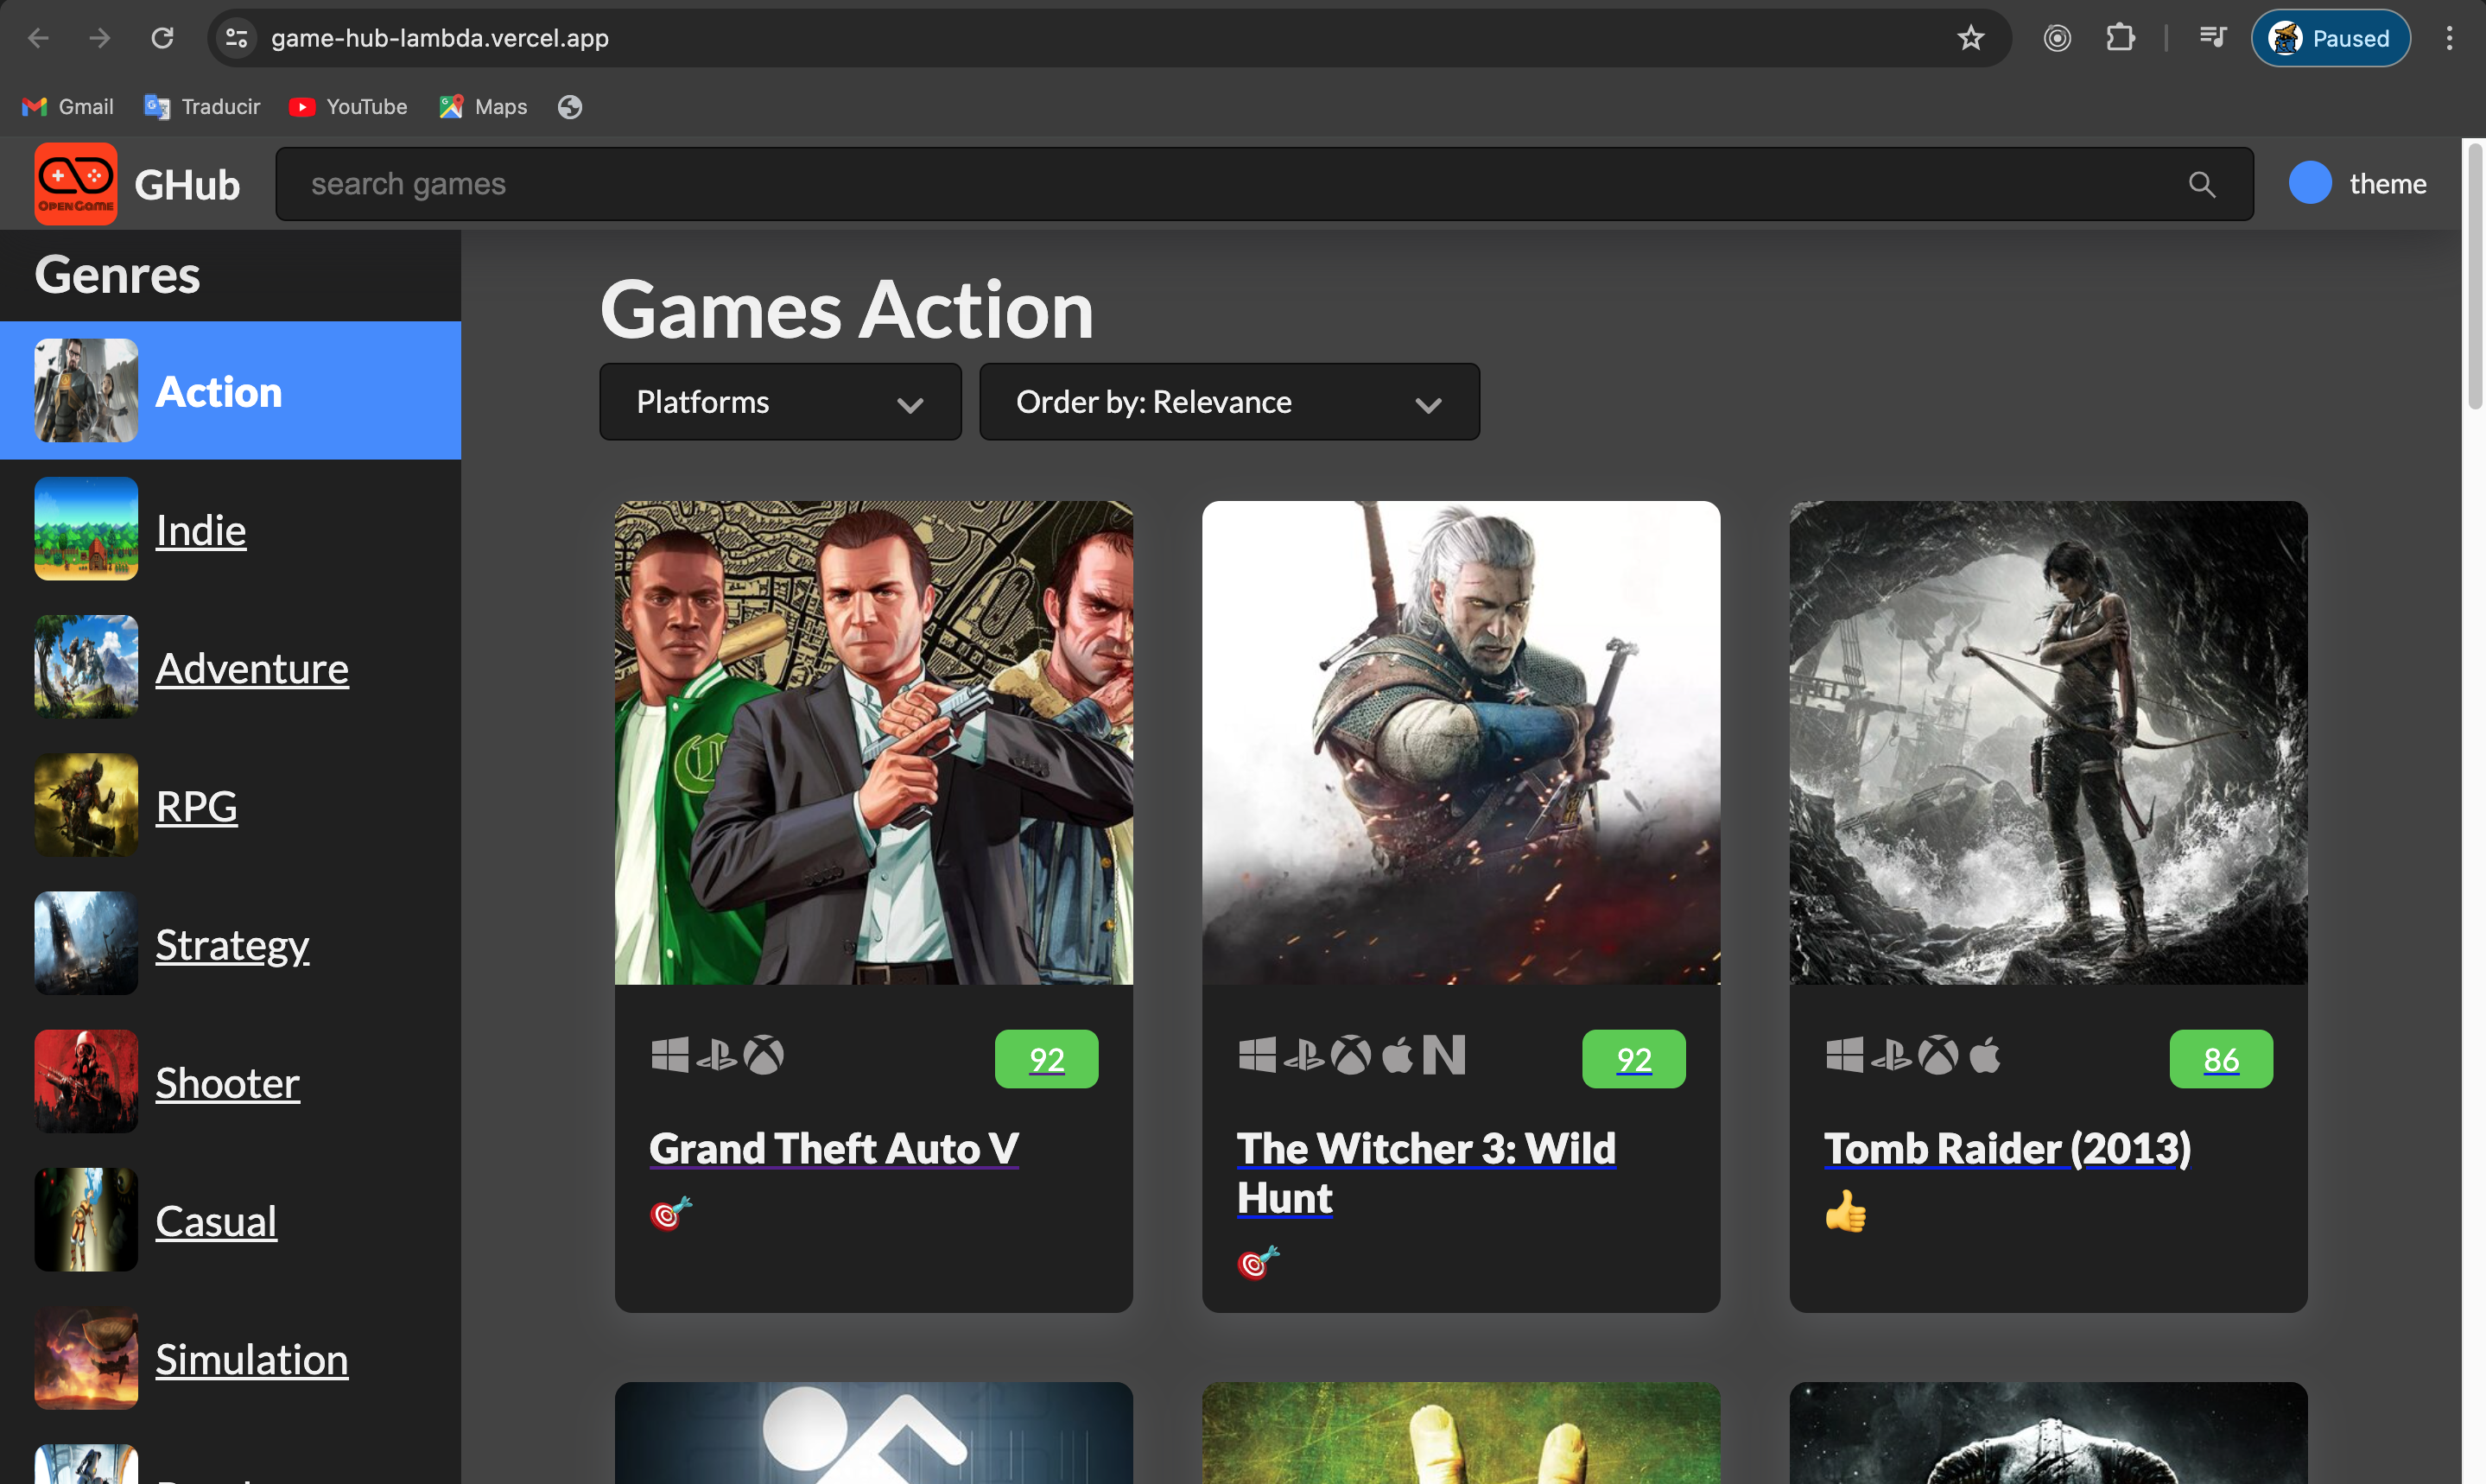 game-hub-lambda.vercel.app
Paused
Gmail
Traducir
YouTube
Maps
OPENGAME
GHub
search games
theme
Genres
Action
Indie
Adventure
RPG
Strategy
Shooter
Casual
Simulation
Games Action
Platforms
Order by: Relevance
92
Grand Theft Auto V
92
The Witcher 3: Wild
Hunt
86
Tomb Raider (2013)